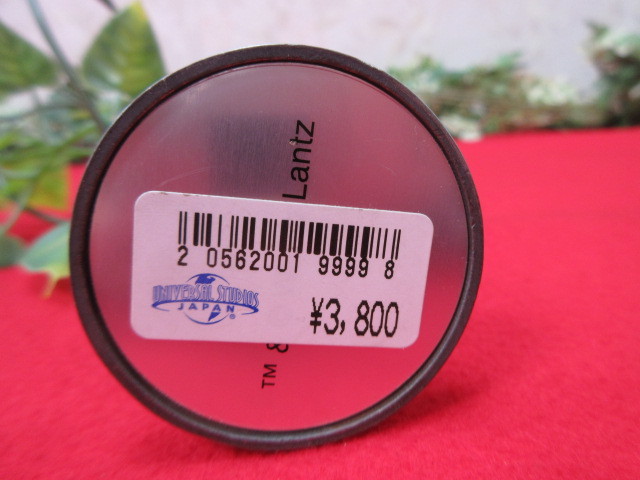 Lantz
2 0562001 9999 8
UNIVERSAL STUDIOS
JAPAN ®
¥3,800
™ &